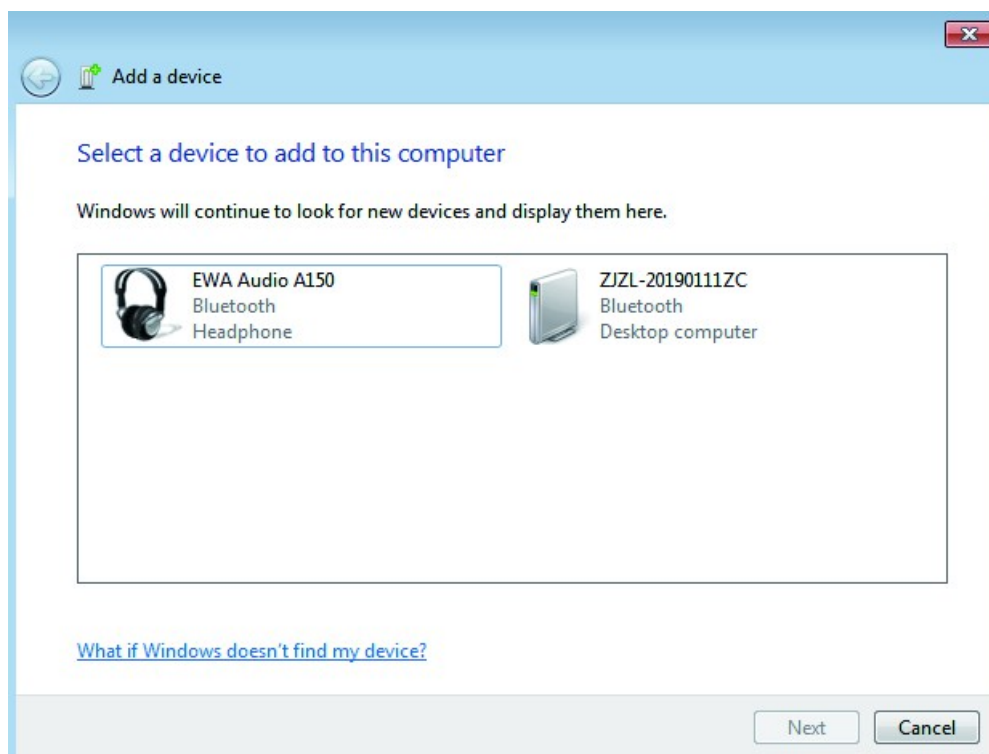 Add a device
Select a device to add to this computer
Windows will continue to look for new devices and display them here.
EWA Audio A150
Bluetooth
Headphone
ZJZL-20190111ZC
Bluetooth
Desktop computer
What if Windows doesn't find my device?
Next
Cancel